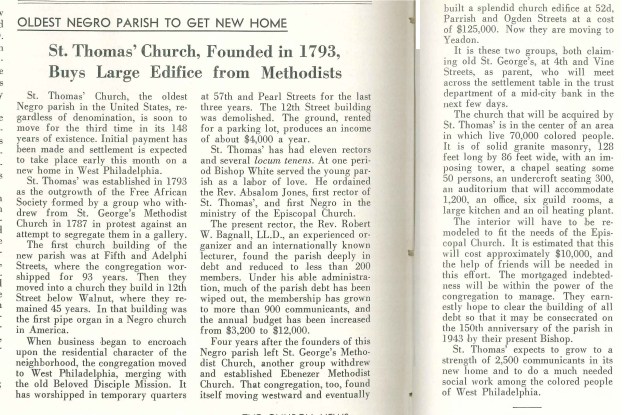 OLDEST NEGRO PARISH TO GET NEW HOME
St. Thomas' Church, Founded in 1793,
Buys Large Edifice from Methodists
St. Thomas' Church, the oldest
Negro parish in the United States, re-
gardless of denomination, is soon to
move for the third time in its 148
years of existence. Initial payment has
been made and settlement is expected
to take place early this month on a
new home in West Philadelphia.
St. Thomas' was established in 1793
as the outgrowth of the Free African
Society formed by a group who with-
drew from St. George's Methodist
Church in 1787 in protest against an
attempt to segregate them in a gallery.
The first church building of the
new parish was at Fifth and Adelphi
Streets, where the congregation wor-
shipped for 93 years. Then they
moved into a church they build in 12th
Street below Walnut, where they re-
mained 45 years. In that building was
the first pipe organ in a Negro church
in America.
When business began to encroach
upon the residential character of the
neighborhood, the congregation moved
to West Philadelphia, merging with
the old Beloved Disciple Mission. It
has worshipped in temporary quarters
at 57th and Pearl Streets for the last
three years. The 12th Street building
was demolished. The ground, rented
for a parking lot, produces an income
of about $4,000 a year.
St. Thomas' has had eleven rectors
and several locum tenens. At one peri-
od Bishop White served the young par-
ish as a labor of love. He ordained
the Rev. Absalom Jones, first rector of
St. Thomas', and first Negro in the
ministry of the Episcopal Church.
The present rector, the Rev. Robert
W. Bagnall, LL.D., an experienced or-
ganizer and an internationally known
lecturer, found the parish deeply in
debt and reduced to less than 200
members. Under his able administra-
tion, much of the parish debt has been
wiped out, the membership has grown
to more than 900 communicants, and
the annual budget has been increased
from $3,200 to $12,000.
Four years after the founders of this
Negro parish left St. George's Metho-
dist Church, another group withdrew
and established Ebenezer Methodist
Church. That congregation, too, found
itself moving westward and eventually
built a splendid church edifice at 52d,
Parrish and Ogden Streets at a cost
of $125,000. Now they are moving to
Yeadon.
It is these two groups, both claim-
ing old St. George's, at 4th and Vine
Streets, as parent, who will meet
across the settlement table in the trust
department of a mid-city bank in the
next few days.
The church that will be acquired by
St. Thomas' is in the center of an area
in which live 70,000 colored people.
It is of solid granite masonry, 128
feet long by 86 feet wide, with an im-
posing tower, a chapel seating some
50 persons, an undercroft seating 300,
an auditorium that will accommodate
1,200, an office, six guild rooms, a
large kitchen and an oil heating plant.
The interior will have to be re-
modeled to fit the needs of the Epis-
copal Church. It is estimated that this
will cost approximately $10,000, and
the help of friends will be needed in
this effort. The mortgaged indebted-
ness will be within the power of the
congregation to manage. They earn-
estly hope to clear the building of all
debt so that it may be consecrated on
the 150th anniversary of the parish in
1943 by their present Bishop.
St. Thomas' expects to grow to a
strength of 2,500 communicants in its
new home and to do a much needed
social work among the colored people
of West Philadelphia.